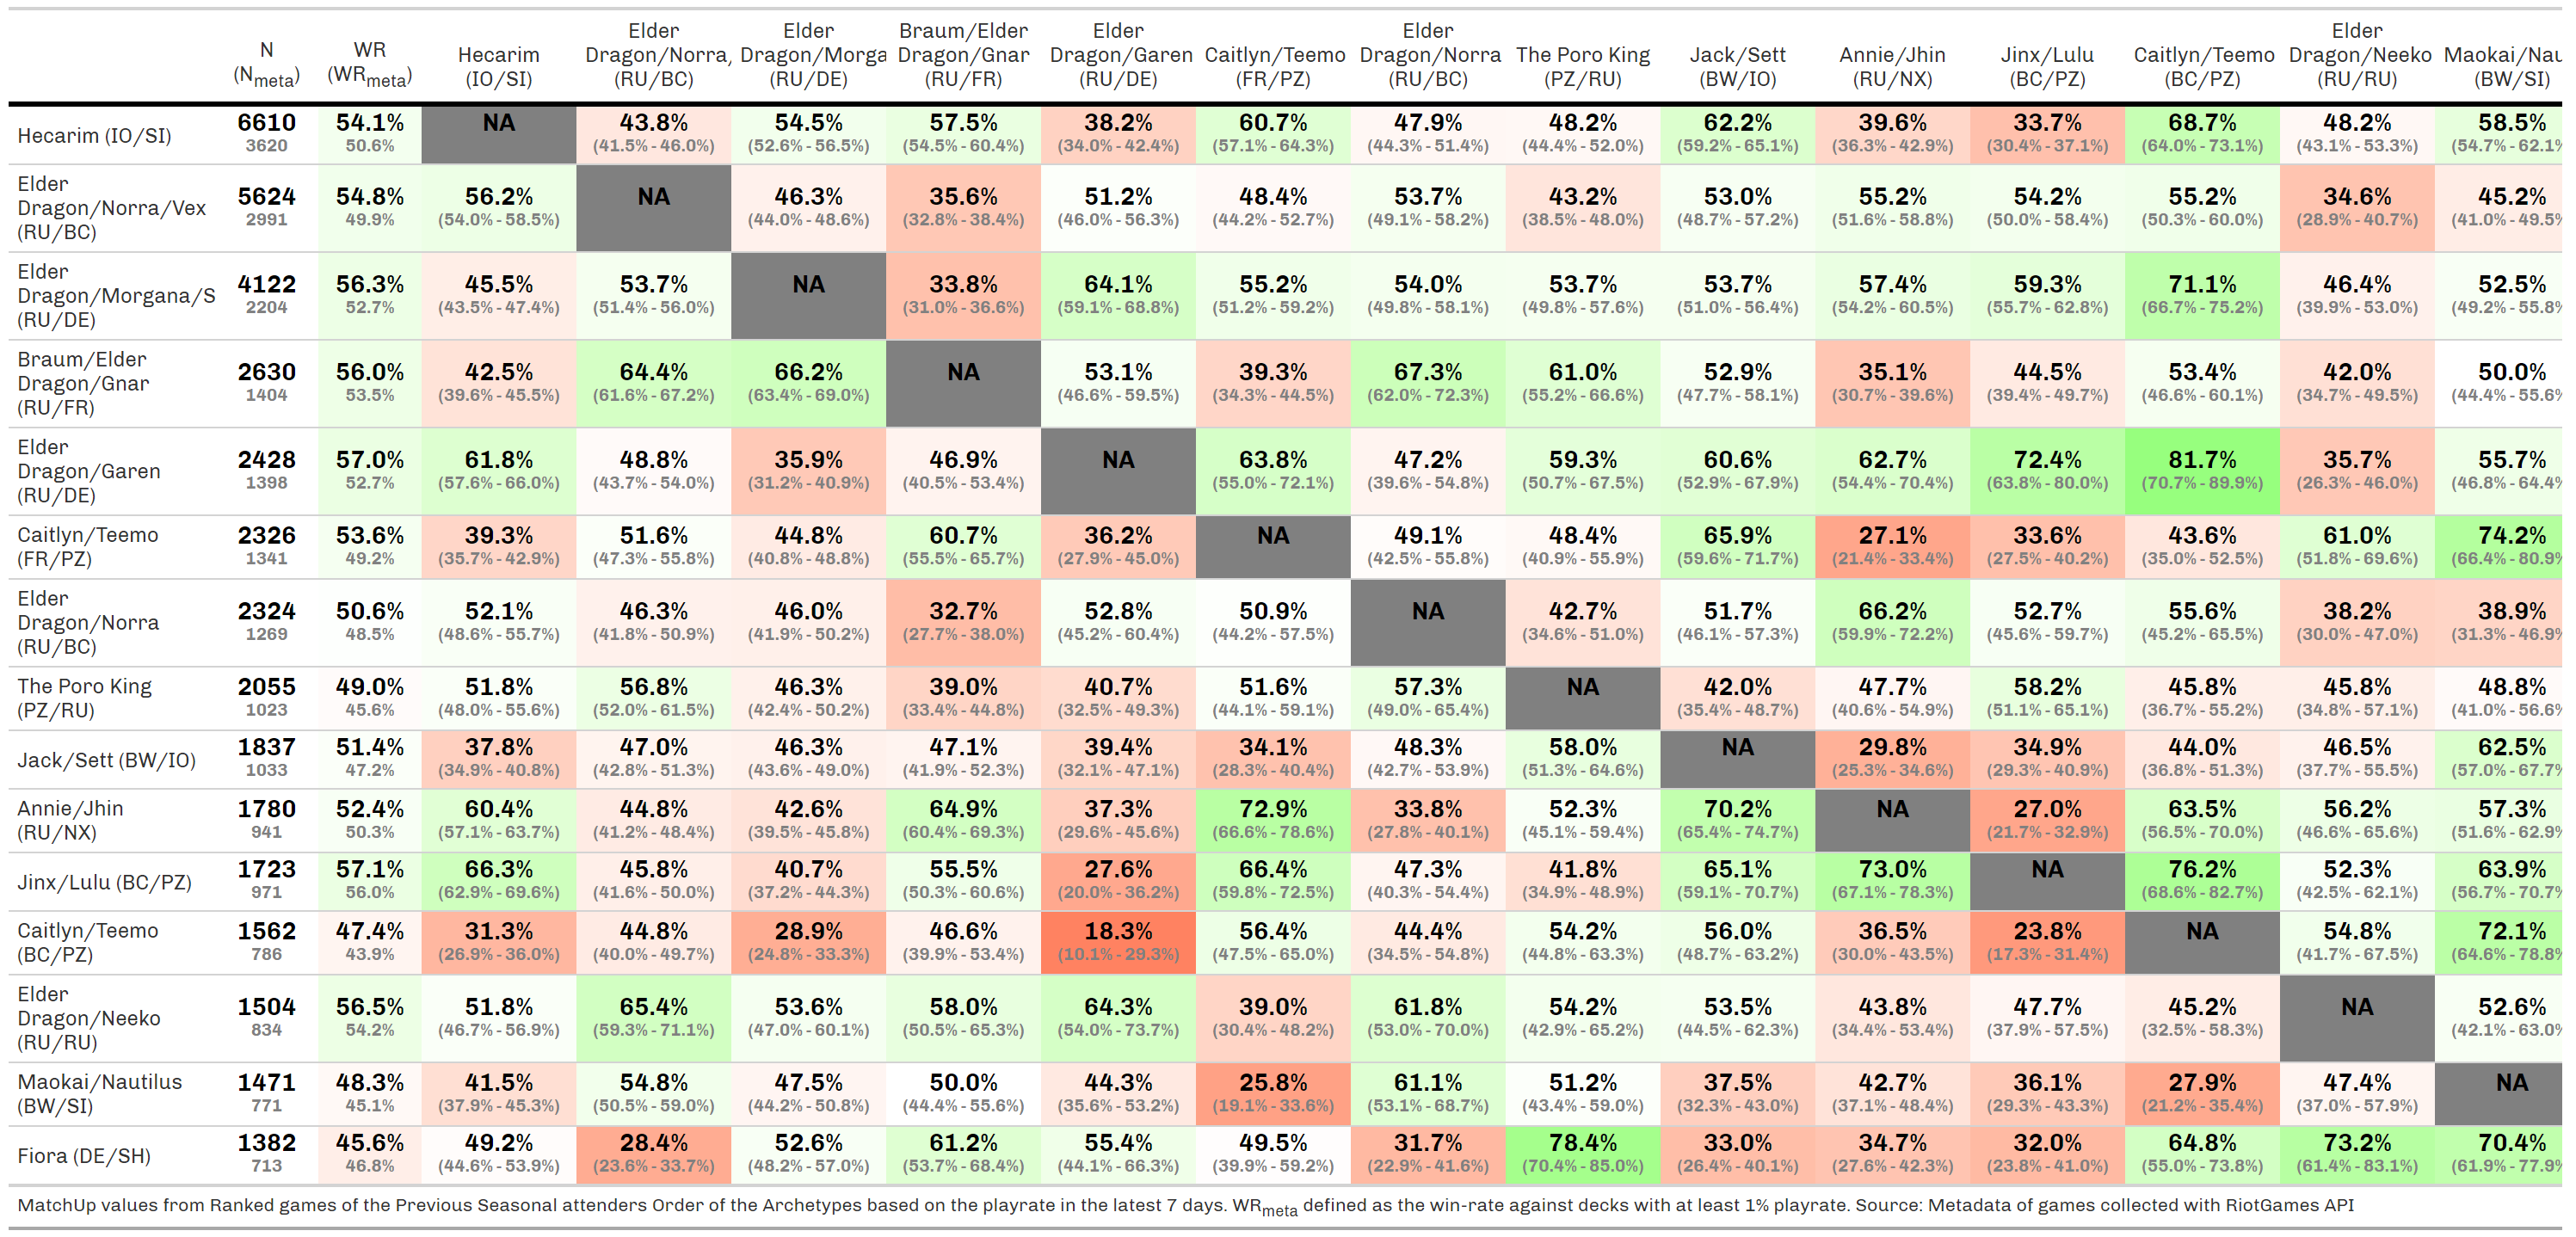 N WR Hecarim Elder Dragon/Norra, Elder Dragon/Morga Braum/Elder Dragon/Gnar Elder Dragon/Garen Caitlyn/Teemo Elder Dragon/Norra The Poro King Jack/Sett Annie/Jhin Jinx/Lulu Caitlyn/Teemo Elder Dragon/Neeko Maokai/Nau
(Nmeta) (WRmeta) (IO/SI) (RU/BC) (RU/DE) (RU/FR) (RU/DE) (FR/PZ) (RU/BC) (PZ/RU) (BW/IO) (RU/NX) (BC/PZ) (BC/PZ) (RU/RU) (BW/SI)
Hecarim (IO/SI) 6610 54.1% NA 43.8% 54.5% 57.5% 38.2% 60.7% 47.9% 48.2% 62.2% 39.6% 33.7% 68.7% 48.2% 58.5%
3620 50.6% (41.5% - 46.0%) (52.6% - 56.5%) (54.5% - 60.4%) (34.0% - 42.4%) (57.1% - 64.3%) (44.3% - 51.4%) (44.4% - 52.0%) (59.2% - 65.1%) (36.3% - 42.9%) (30.4% - 37.1%) (64.0% - 73.1%) (43.1% - 53.3%) (54.7% - 62.1%
Elder Dragon/Norra/Vex (RU/BC) 5624 54.8% 56.2% NA 46.3% 35.6% 51.2% 48.4% 53.7% 43.2% 53.0% 55.2% 54.2% 55.2% 34.6% 45.2%
2991 49.9% (54.0% - 58.5%) (44.0% - 48.6%) (32.8% - 38.4%) (46.0% - 56.3%) (44.2% - 52.7%) (49.1% - 58.2%) (38.5% - 48.0%) (48.7% - 57.2%) (51.6% - 58.8%) (50.0% - 58.4%) (50.3% - 60.0%) (28.9% - 40.7%) (41.0% - 49.5%
Elder Dragon/Morgana/S (RU/DE) 4122 56.3% 45.5% 53.7% NA 33.8% 64.1% 55.2% 54.0% 53.7% 53.7% 57.4% 59.3% 71.1% 46.4% 52.5%
2204 52.7% (43.5% - 47.4%) (51.4% - 56.0%) (31.0% - 36.6%) (59.1% - 68.8%) (51.2% - 59.2%) (49.8% - 58.1%) (49.8% - 57.6%) (51.0% - 56.4%) (54.2% - 60.5%) (55.7% - 62.8%) (66.7% - 75.2%) (39.9% - 53.0%) (49.2% - 55.8%
Braum/Elder Dragon/Gnar (RU/FR) 2630 56.0% 42.5% 64.4% 66.2% NA 53.1% 39.3% 67.3% 61.0% 52.9% 35.1% 44.5% 53.4% 42.0% 50.0%
1404 53.5% (39.6% - 45.5%) (61.6% - 67.2%) (63.4% - 69.0%) (46.6% - 59.5%) (34.3% - 44.5%) (62.0% - 72.3%) (55.2% - 66.6%) (47.7% - 58.1%) (30.7% - 39.6%) (39.4% - 49.7%) (46.6% - 60.1%) (34.7% - 49.5%) (44.4% - 55.6%
Elder Dragon/Garen (RU/DE) 2428 57.0% 61.8% 48.8% 35.9% 46.9% NA 63.8% 47.2% 59.3% 60.6% 62.7% 72.4% 81.7% 35.7% 55.7%
1398 52.7% (57.6% - 66.0%) (43.7% - 54.0%) (31.2% - 40.9%) (40.5% - 53.4%) (55.0% - 72.1%) (39.6% - 54.8%) (50.7% - 67.5%) (52.9% - 67.9%) (54.4% - 70.4%) (63.8% - 80.0%) (70.7% - 89.9%) (26.3% - 46.0%) (46.8% - 64.4%
Caitlyn/Teemo (FR/PZ) 2326 53.6% 39.3% 51.6% 44.8% 60.7% 36.2% NA 49.1% 48.4% 65.9% 27.1% 33.6% 43.6% 61.0% 74.2%
1341 49.2% (35.7% - 42.9%) (47.3% - 55.8%) (40.8% - 48.8%) (55.5% - 65.7%) (27.9% - 45.0%) (42.5% - 55.8%) (40.9% - 55.9%) (59.6% - 71.7%) (21.4% - 33.4%) (27.5% - 40.2%) (35.0% - 52.5%) (51.8% - 69.6%) (66.4% - 80.9%
Elder Dragon/Norra (RU/BC) 2324 50.6% 52.1% 46.3% 46.0% 32.7% 52.8% 50.9% NA 42.7% 51.7% 66.2% 52.7% 55.6% 38.2% 38.9%
1269 48.5% (48.6% - 55.7%) (41.8% - 50.9%) (41.9% - 50.2%) (27.7% - 38.0%) (45.2% - 60.4%) (44.2% - 57.5%) (34.6% - 51.0%) (46.1% - 57.3%) (59.9% - 72.2%) (45.6% - 59.7%) (45.2% - 65.5%) (30.0% - 47.0%) (31.3% - 46.9%
The Poro King (PZ/RU) 2055 49.0% 51.8% 56.8% 46.3% 39.0% 40.7% 51.6% 57.3% NA 42.0% 47.7% 58.2% 45.8% 45.8% 48.8%
1023 45.6% (48.0% - 55.6%) (52.0% - 61.5%) (42.4% - 50.2%) (33.4% - 44.8%) (32.5% - 49.3%) (44.1% - 59.1%) (49.0% - 65.4%) (35.4% - 48.7%) (40.6% - 54.9%) (51.1% - 65.1%) (36.7% - 55.2%) (34.8% - 57.1%) (41.0% - 56.6%
Jack/Sett (BW/IO) 1837 51.4% 37.8% 47.0% 46.3% 47.1% 39.4% 34.1% 48.3% 58.0% NA 29.8% 34.9% 44.0% 46.5% 62.5%
1033 47.2% (34.9% - 40.8%) (42.8% - 51.3%) (43.6% - 49.0%) (41.9% - 52.3%) (32.1% - 47.1%) (28.3% - 40.4%) (42.7% - 53.9%) (51.3% - 64.6%) (25.3% - 34.6%) (29.3% - 40.9%) (36.8% - 51.3%) (37.7% - 55.5%) (57.0% - 67.7%
Annie/Jhin (RU/NX) 1780 52.4% 60.4% 44.8% 42.6% 64.9% 37.3% 72.9% 33.8% 52.3% 70.2% NA 27.0% 63.5% 56.2% 57.3%
941 50.3% (57.1% - 63.7%) (41.2% - 48.4%) (39.5% - 45.8%) (60.4% - 69.3%) (29.6% - 45.6%) (66.6% - 78.6%) (27.8% - 40.1%) (45.1% - 59.4%) (65.4% - 74.7%) (21.7% - 32.9%) (56.5% - 70.0%) (46.6% - 65.6%) (51.6% - 62.9%
Jinx/Lulu (BC/PZ) 1723 57.1% 66.3% 45.8% 40.7% 55.5% 27.6% 66.4% 47.3% 41.8% 65.1% 73.0% NA 76.2% 52.3% 63.9%
971 56.0% (62.9% - 69.6%) (41.6% - 50.0%) (37.2% - 44.3%) (50.3% - 60.6%) (20.0% - 36.2%) (59.8% - 72.5%) (40.3% - 54.4%) (34.9% - 48.9%) (59.1% - 70.7%) (67.1% - 78.3%) (68.6% - 82.7%) (42.5% - 62.1%) (56.7% - 70.7%
Caitlyn/Teemo (BC/PZ) 1562 47.4% 31.3% 44.8% 28.9% 46.6% 18.3% 56.4% 44.4% 54.2% 56.0% 36.5% 23.8% NA 54.8% 72.1%
786 43.9% (26.9% - 36.0%) (40.0% - 49.7%) (24.8% - 33.3%) (39.9% - 53.4%) (10.1% - 29.3%) (47.5% - 65.0%) (34.5% - 54.8%) (44.8% - 63.3%) (48.7% - 63.2%) (30.0% - 43.5%) (17.3% - 31.4%) (41.7% - 67.5%) (64.6% - 78.8%
Elder Dragon/Neeko (RU/RU) 1504 56.5% 51.8% 65.4% 53.6% 58.0% 64.3% 39.0% 61.8% 54.2% 53.5% 43.8% 47.7% 45.2% NA 52.6%
834 54.2% (46.7% - 56.9%) (59.3% - 71.1%) (47.0% - 60.1%) (50.5% - 65.3%) (54.0% - 73.7%) (30.4% - 48.2%) (53.0% - 70.0%) (42.9% - 65.2%) (44.5% - 62.3%) (34.4% - 53.4%) (37.9% - 57.5%) (32.5% - 58.3%) (42.1% - 63.0%
Maokai/Nautilus (BW/SI) 1471 48.3% 41.5% 54.8% 47.5% 50.0% 44.3% 25.8% 61.1% 51.2% 37.5% 42.7% 36.1% 27.9% 47.4% NA
771 45.1% (37.9% - 45.3%) (50.5% - 59.0%) (44.2% - 50.8%) (44.4% - 55.6%) (35.6% - 53.2%) (19.1% - 33.6%) (53.1% - 68.7%) (43.4% - 59.0%) (32.3% - 43.0%) (37.1% - 48.4%) (29.3% - 43.3%) (21.2% - 35.4%) (37.0% - 57.9%)
Fiora (DE/SH) 1382 45.6% 49.2% 28.4% 52.6% 61.2% 55.4% 49.5% 31.7% 78.4% 33.0% 34.7% 32.0% 64.8% 73.2% 70.4%
713 46.8% (44.6% - 53.9%) (23.6% - 33.7%) (48.2% - 57.0%) (53.7% - 68.4%) (44.1% - 66.3%) (39.9% - 59.2%) (22.9% - 41.6%) (70.4% - 85.0%) (26.4% - 40.1%) (27.6% - 42.3%) (23.8% - 41.0%) (55.0% - 73.8%) (61.4% - 83.1%) (61.9% - 77.9%
MatchUp values from Ranked games of the Previous Seasonal attenders Order of the Archetypes based on the playrate in the latest 7 days. WRmeta defined as the win-rate against decks with at least 1% playrate. Source: Metadata of games collected with RiotGames API